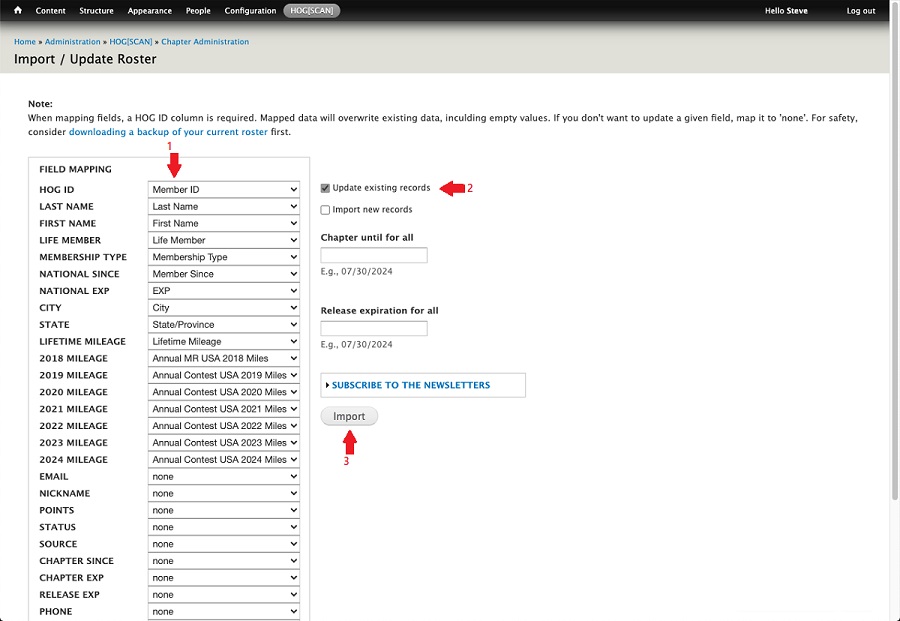 Content Structure Appearance People Configuration HOG[SCAN] Hello Steve Log out
Home » Administration » HOG[SCAN] » Chapter Administration
Import / Update Roster
Note:
When mapping fields, a HOG ID column is required. Mapped data will overwrite existing data, inculding empty values. If you don't want to update a given field, map it to 'none'. For safety,
consider downloading a backup of your current roster first.
1
FIELD MAPPING
HOG ID Member ID
LAST NAME Last Name
FIRST NAME First Name
LIFE MEMBER Life Member
MEMBERSHIP TYPE Membership Type
NATIONAL SINCE Member Since
NATIONAL EXP EXP
CITY City
STATE State/Province
LIFETIME MILEAGE Lifetime Mileage
2018 MILEAGE Annual MR USA 2018 Miles
2019 MILEAGE Annual Contest USA 2019 Miles
2020 MILEAGE Annual Contest USA 2020 Miles
2021 MILEAGE Annual Contest USA 2021 Miles
2022 MILEAGE Annual Contest USA 2022 Miles
2023 MILEAGE Annual Contest USA 2023 Miles
2024 MILEAGE Annual Contest USA 2024 Miles
EMAIL none
NICKNAME none
POINTS none
STATUS none
SOURCE none
CHAPTER SINCE none
CHAPTER EXP none
RELEASE EXP none
PHONE none
Update existing records 2
Import new records
Chapter until for all
E.g., 07/30/2024
Release expiration for all
E.g., 07/30/2024
SUBSCRIBE TO THE NEWSLETTERS
Import
3